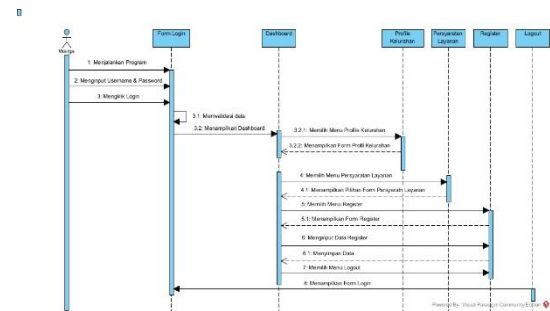 Warga
Form Login
Dashboard
Profile
Kelurahan
Persyaratan
Layanan
Register
Logout
1: Menjalankan Program
2: Menginput Username & Password
3: Mengklik Login
3.1: Memvalidasi data
3.2: Menampilkan Dashboard
3.2.1: Memilih Menu Profile Kelurahan
3.2.2: Menampilkan Form Profil Kelurahan
4: Memilih Menu Persyaratan Layanan
4.1: Menampilkan Pilihan Form Persyaratn Layanan
5: Memilih Menu Register
5.1: Menampilkan Form Register
6: Menginput Data Register
6.1: Menyimpan Data
7: Memilih Menu Logout
8: Menampilkan Form Login
Powered By: Visual Paradigm Community Edition